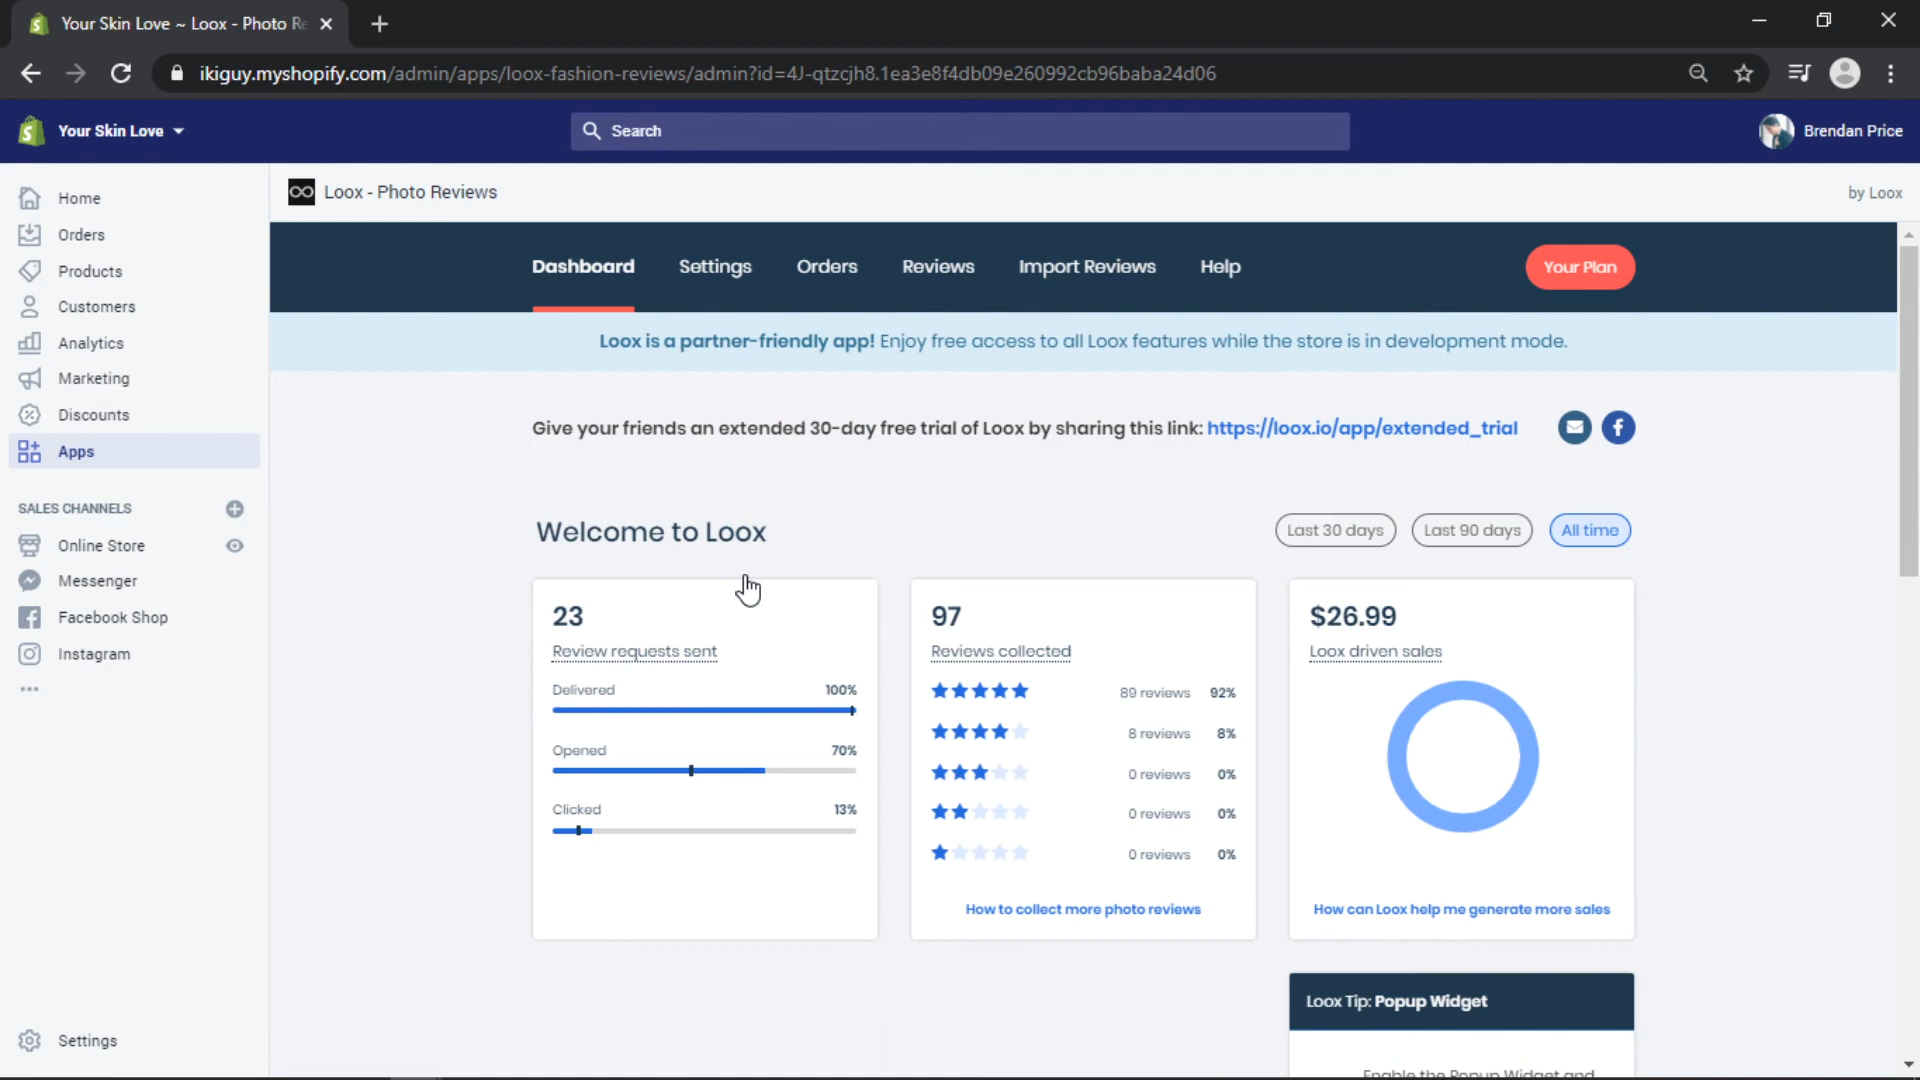 Your Skin Love ~ Loox - Photo Re
ikiguy.myshopify.com/admin/apps/loox-fashion-reviews/admin?id=4J-qtzcjh8.1ea3e8f4db09e260992cb96baba24d06
Your Skin Love
Search
Brendan Price
Home
Orders
Products
Customers
Analytics
Marketing
Discounts
Apps
SALES CHANNELS
Online Store
Messenger
Facebook Shop
Instagram
Settings
Loox - Photo Reviews
by Loox
Dashboard
Settings
Orders
Reviews
Import Reviews
Help
Your Plan
Loox is a partner-friendly app! Enjoy free access to all Loox features while the store is in development mode.
Give your friends an extended 30-day free trial of Loox by sharing this link: https://loox.io/app/extended_trial
Welcome to Loox
Last 30 days
Last 90 days
All time
23
Review requests sent
Delivered 100%
Opened 70%
Clicked 13%
97
Reviews collected
89 reviews 92%
8 reviews 8%
0 reviews 0%
0 reviews 0%
0 reviews 0%
How to collect more photo reviews
$26.99
Loox driven sales
How can Loox help me generate more sales
Loox Tip: Popup Widget
Enable the Popup Widget and